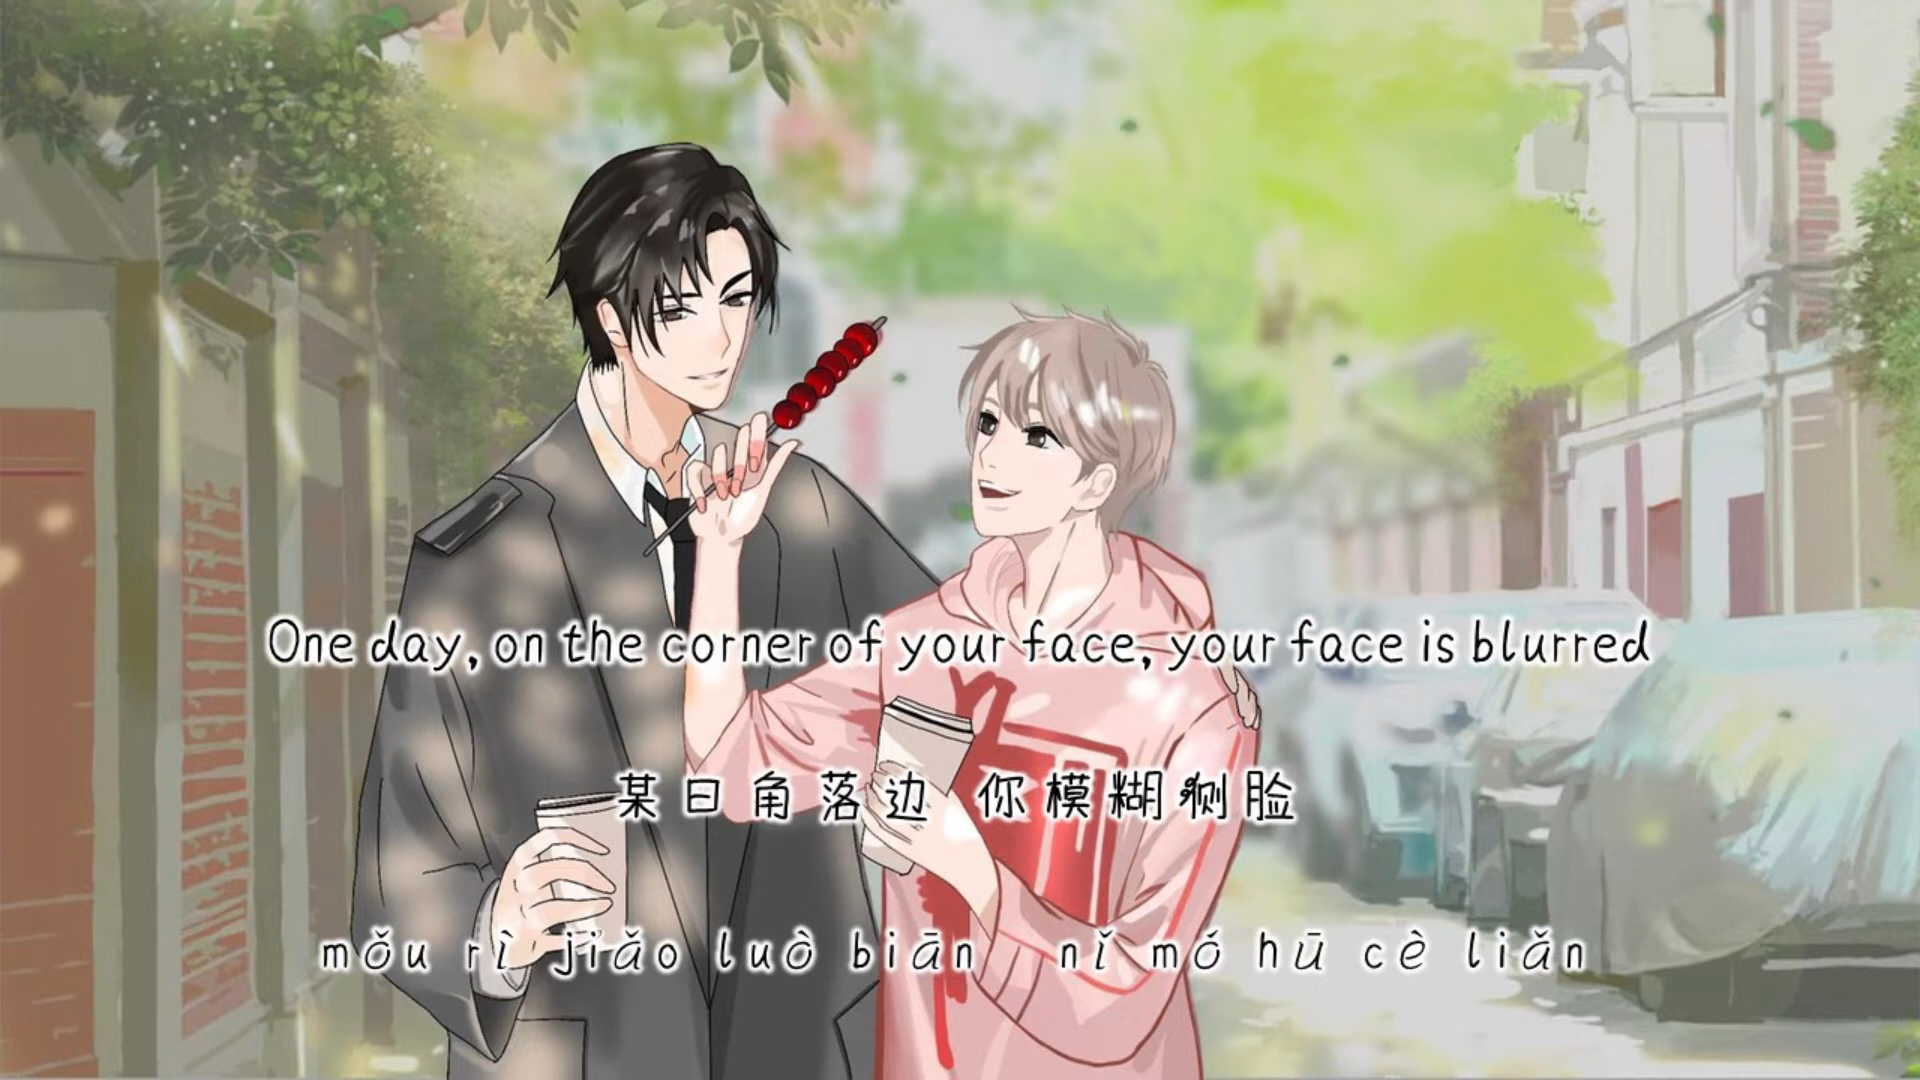 One day, on the corner of your face, your face is blurred
某日角落边 你模糊侧脸
mǒu rì jiǎo luò biān nǐ mó hū cè liǎn